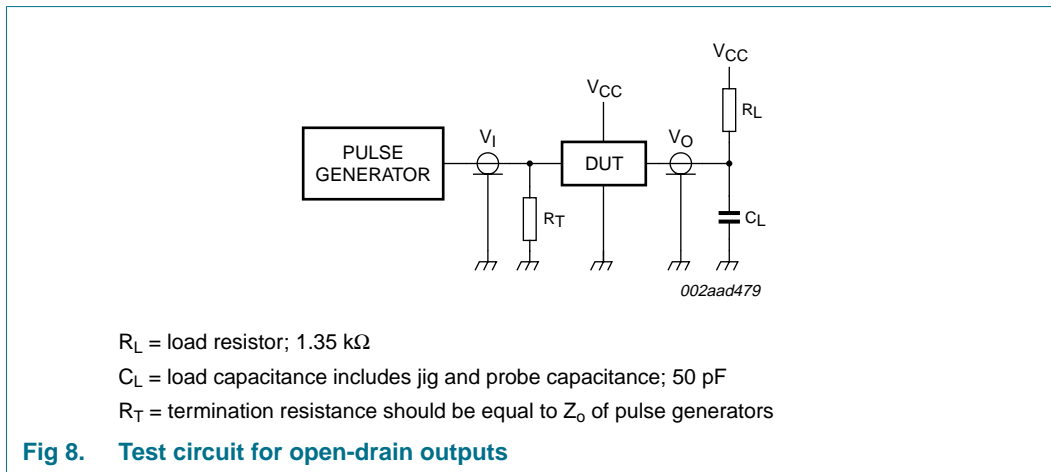 VCC
RL
VCC
VI
VO
PULSE
GENERATOR
DUT
RT
CL
002aad479
RL = load resistor; 1.35 kΩ
CL = load capacitance includes jig and probe capacitance; 50 pF
RT = termination resistance should be equal to Zo of pulse generators
Fig 8. Test circuit for open-drain outputs